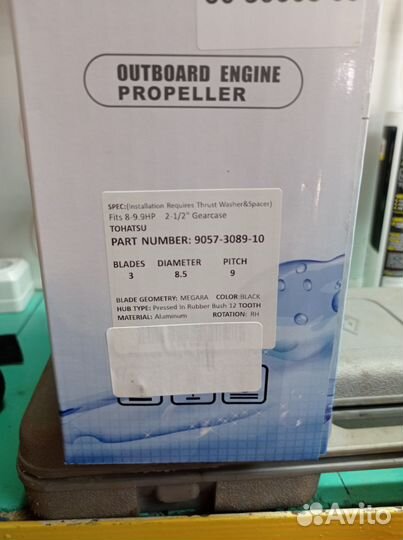 OUTBOARD ENGINE
PROPELLER
SPEC:(Installation Requires Thrust Washer&Spacer)
Fits 8-9.9HP 2-1/2" Gearcase
TOHATSU
PART NUMBER: 9057-3089-10
BLADES DIAMETER PITCH
3 8.5 9
BLADE GEOMETRY: MEGARA COLOR:BLACK
HUB TYPE: Pressed In Rubber Bush 12 TOOTH
MATERIAL: Aluminum ROTATION: RH
Avito